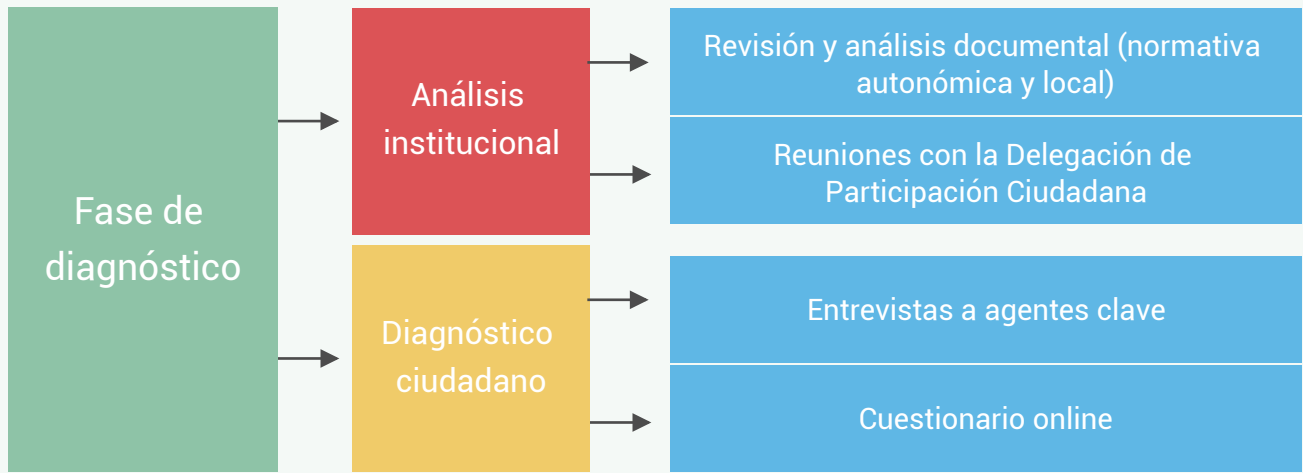 Fase de
diagnóstico
Análisis
institucional
Revisión y análisis documental (normativa
autonómica y local)
Reuniones con la Delegación de
Participación Ciudadana
Diagnóstico
ciudadano
Entrevistas a agentes clave
Cuestionario online